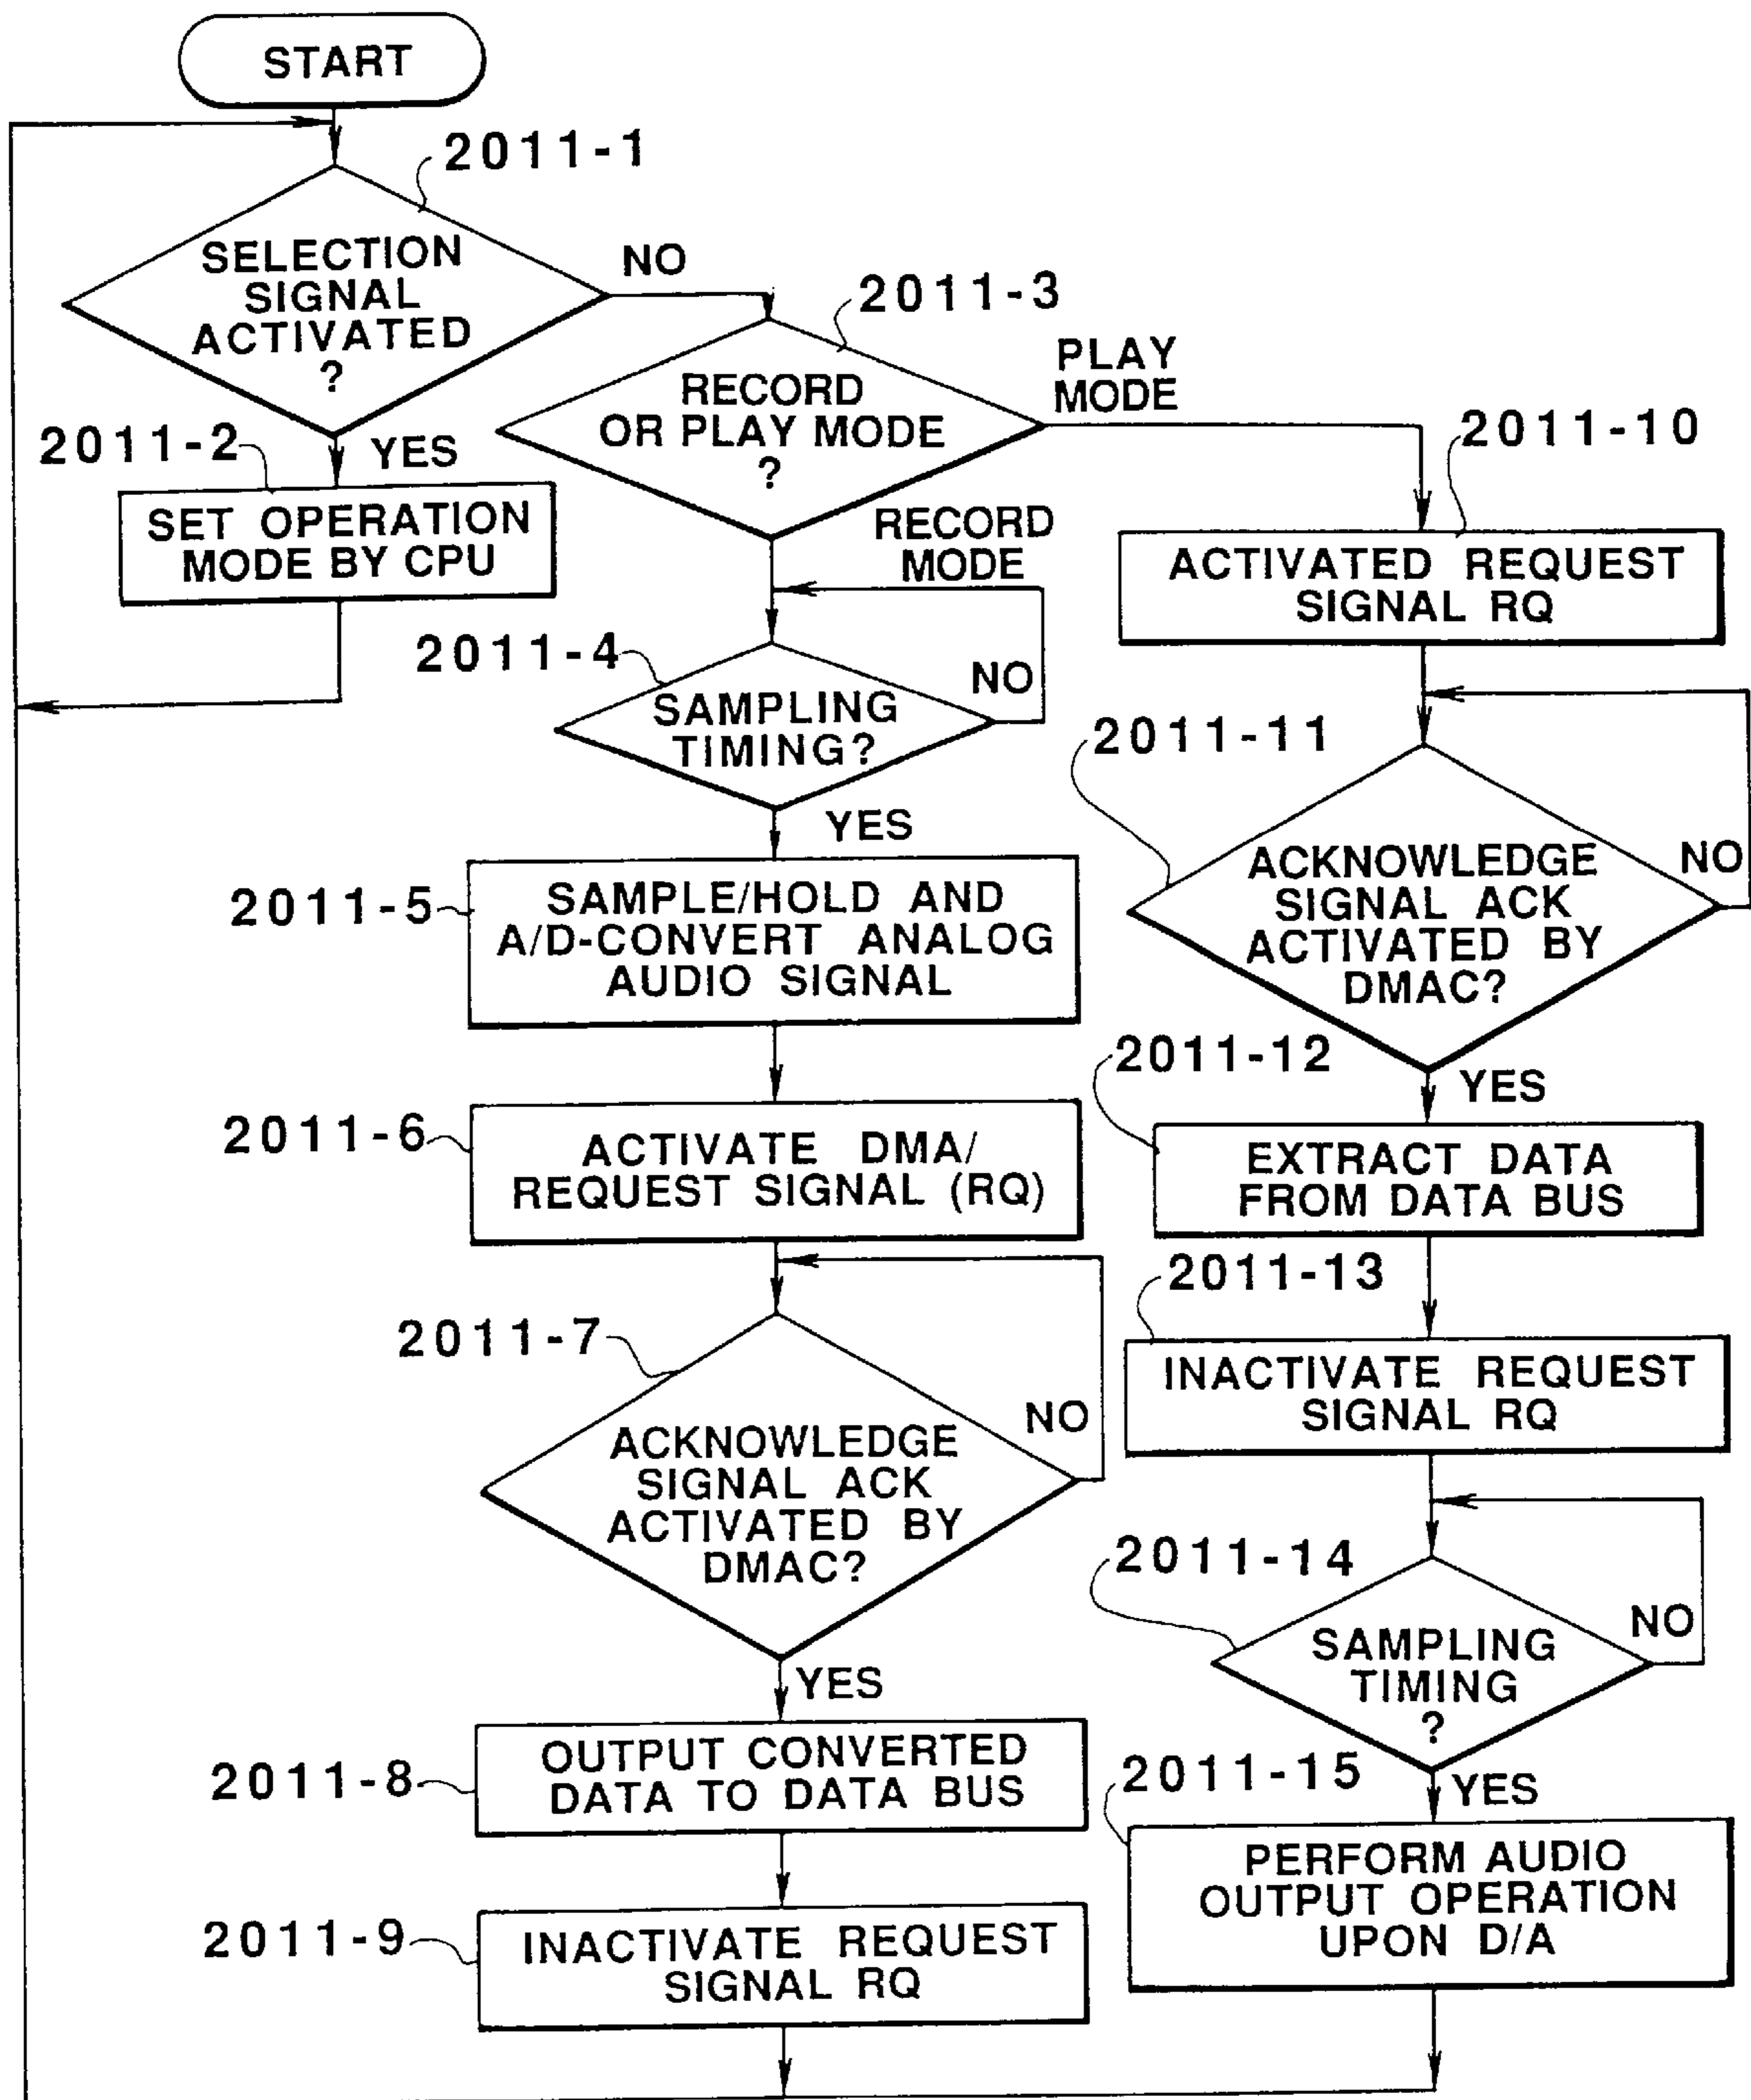 START
2011-1
SELECTION
SIGNAL
ACTIVATED
?
NO
YES
2011-2
SET OPERATION
MODE BY CPU
2011-3
RECORD
OR PLAY MODE
?
PLAY
MODE
RECORD
MODE
2011-4
SAMPLING
TIMING?
NO
YES
2011-5
SAMPLE/HOLD AND
A/D-CONVERT ANALOG
AUDIO SIGNAL
2011-6
ACTIVATE DMA/
REQUEST SIGNAL (RQ)
2011-7
ACKNOWLEDGE
SIGNAL ACK
ACTIVATED BY
DMAC?
NO
YES
2011-8
OUTPUT CONVERTED
DATA TO DATA BUS
2011-9
INACTIVATE REQUEST
SIGNAL RQ
2011-10
ACTIVATED REQUEST
SIGNAL RQ
2011-11
ACKNOWLEDGE
SIGNAL ACK
ACTIVATED BY
DMAC?
NO
YES
2011-12
EXTRACT DATA
FROM DATA BUS
2011-13
INACTIVATE REQUEST
SIGNAL RQ
2011-14
SAMPLING
TIMING
?
NO
YES
2011-15
PERFORM AUDIO
OUTPUT OPERATION
UPON D/A